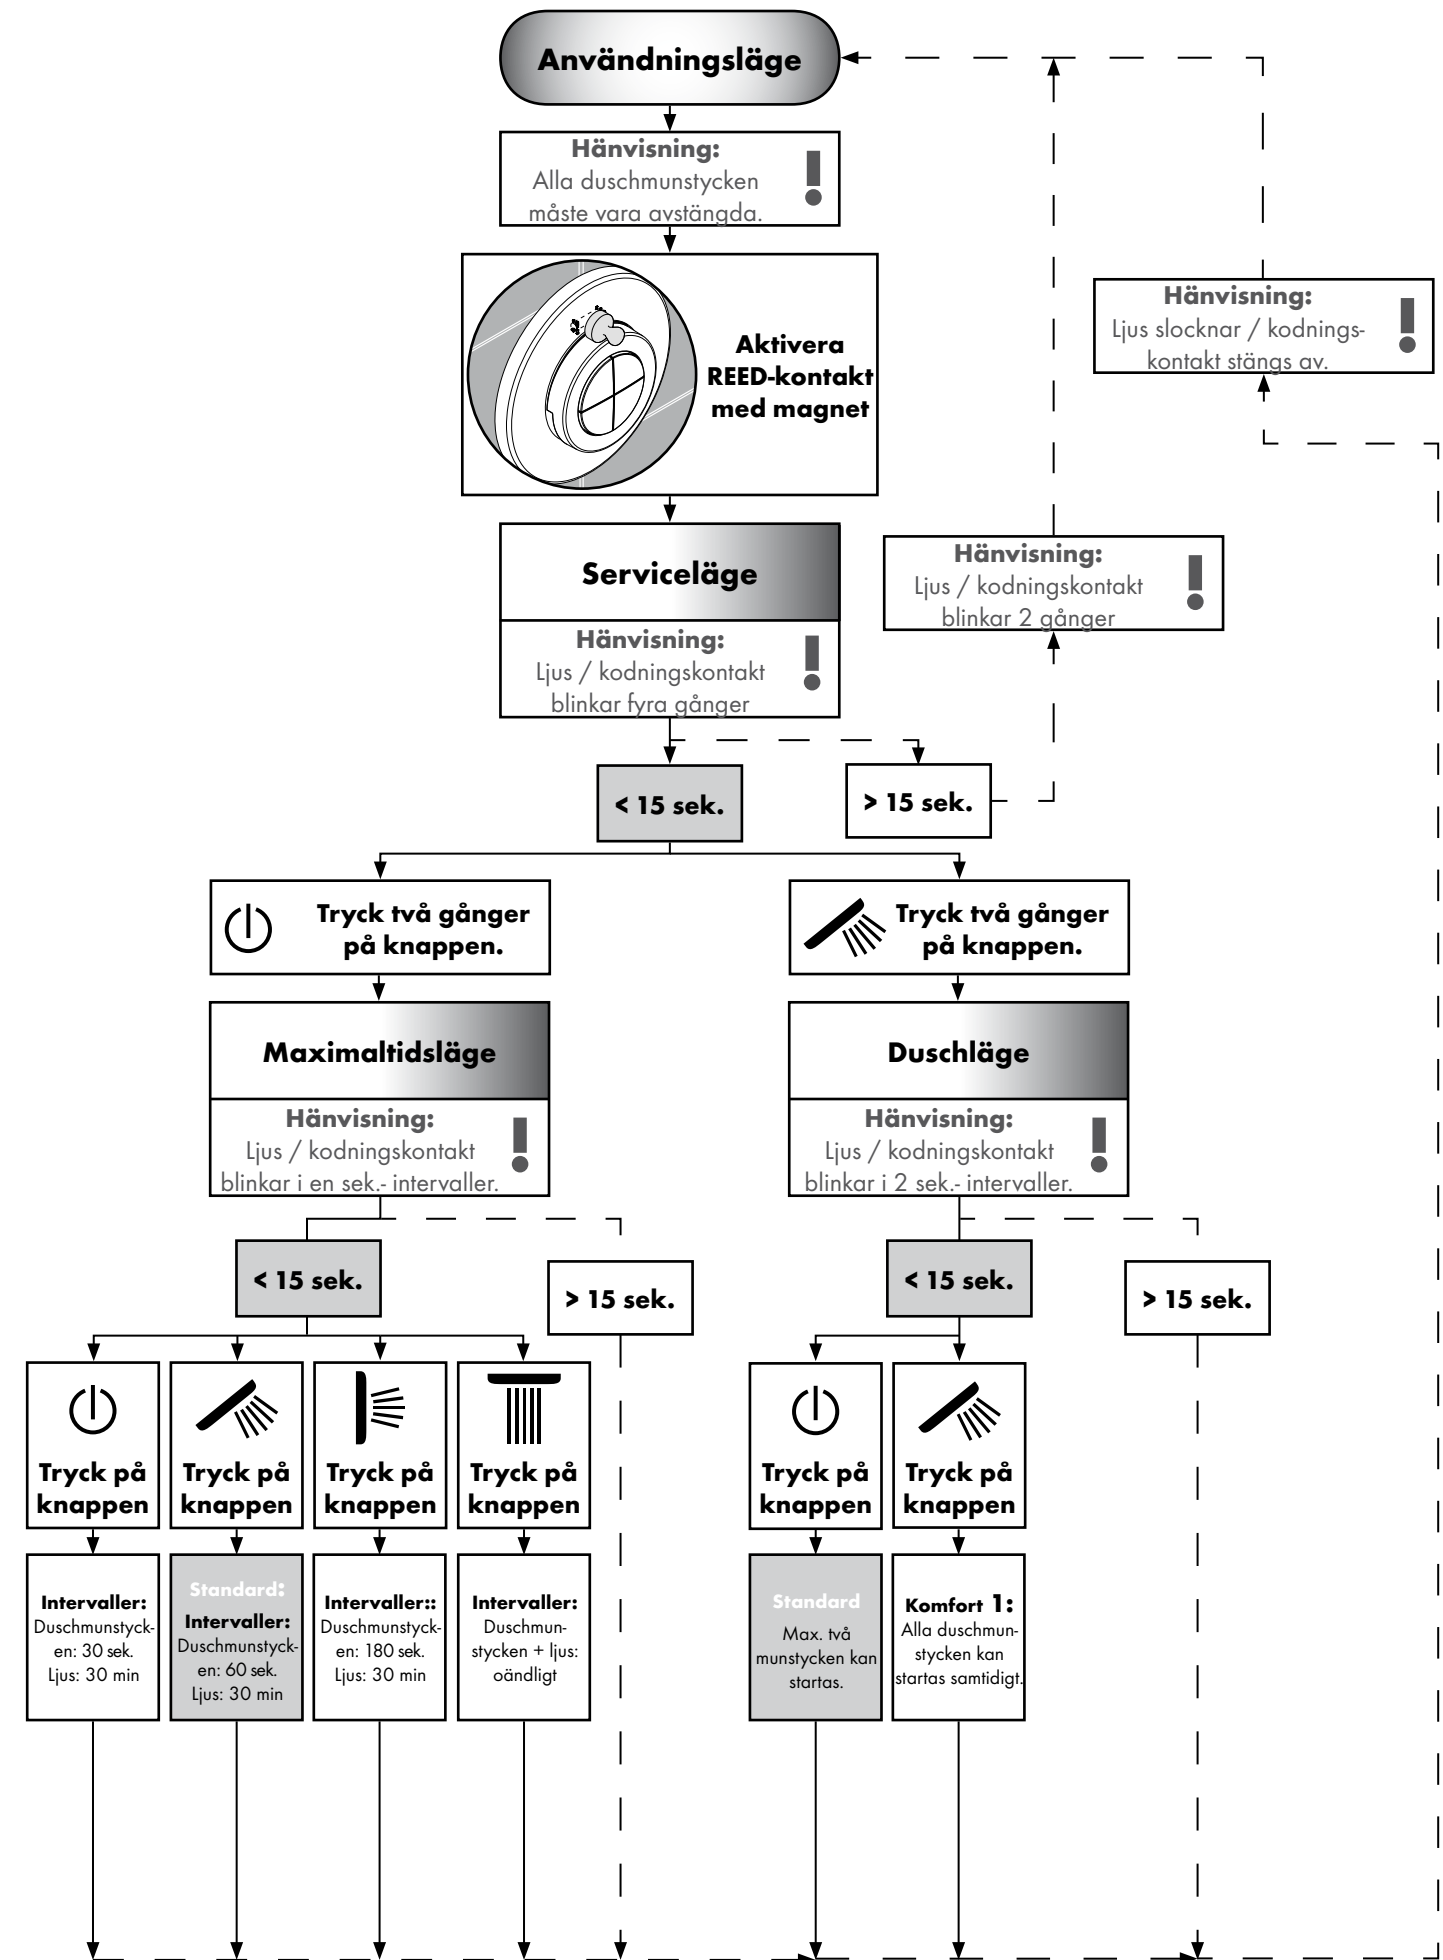 Användningsläge
Hänvisning:
Alla duschmunstycken
måste vara avstängda.
Hänvisning:
Ljus slocknar / kodnings-
kontakt stängs av.
Aktivera
REED-kontakt
med magnet
Serviceläge
Hänvisning:
Ljus / kodningskontakt
blinkar fyra gånger
Hänvisning:
Ljus / kodningskontakt
blinkar 2 gånger
< 15 sek.
> 15 sek.
Tryck två gånger
på knappen.
Tryck två gånger
på knappen.
Maximaltidsläge
Hänvisning:
Ljus / kodningskontakt
blinkar i en sek.- intervaller.
Duschläge
Hänvisning:
Ljus / kodningskontakt
blinkar i 2 sek.- intervaller.
< 15 sek.
> 15 sek.
< 15 sek.
> 15 sek.
Tryck på
knappen
Tryck på
knappen
Tryck på
knappen
Tryck på
knappen
Tryck på
knappen
Tryck på
knappen
Intervaller:
Duschmunstyck-
en: 30 sek.
Ljus: 30 min
Standard:
Intervaller:
Duschmunstyck-
en: 60 sek.
Ljus: 30 min
Intervaller::
Duschmunstyck-
en: 180 sek.
Ljus: 30 min
Intervaller:
Duschmun-
stycken + ljus:
oändligt
Standard
Max. två
munstycken kan
startas.
Komfort 1:
Alla duschmun-
stycken kan
startas samtidigt.